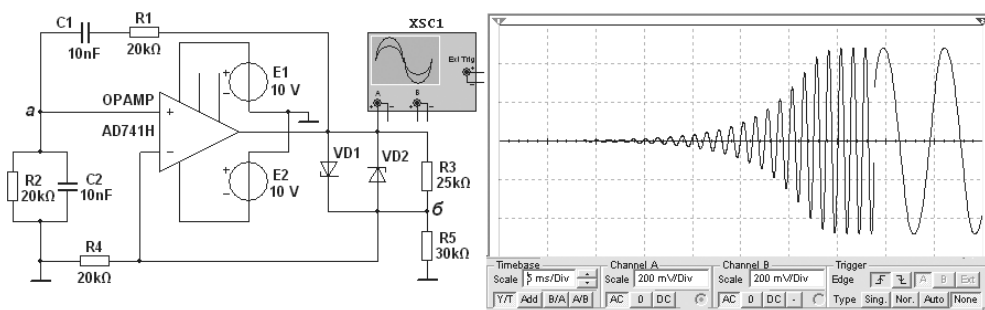 C1
10nF
R1
20kΩ
XSC1
Ext Trig
A
B
E1
10 V
a
OPAMP
AD741H
E2
10 V
VD1
VD2
R3
25kΩ
R2
20kΩ
C2
10nF
б
R4
20kΩ
R5
30kΩ
Timebase
Scale 5 ms/Div
Y/T Add B/A A/B
Channel A
Scale 200 mV/Div
AC 0 DC
Channel B
Scale 200 mV/Div
AC 0 DC -
Trigger
Edge A B Ext
Type Sing. Nor. Auto None